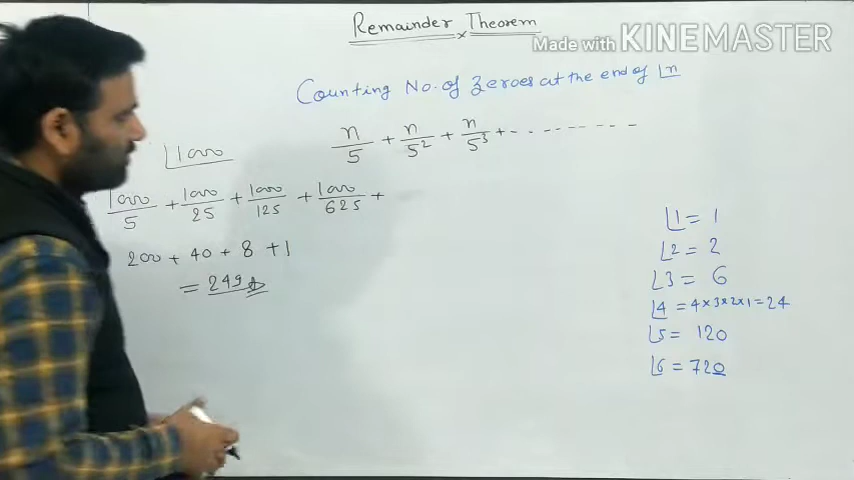 Remainder Theorem
Made with KINEMASTER
Counting No. of Zeroes at the end of ⌊n
n/5 + n/5² + n/5³ + - - - - - - - -
⌊1000
1000/5 + 1000/25 + 1000/125 + 1000/625 +
200 + 40 + 8 + 1
= 249
⌊1 = 1
⌊2 = 2
⌊3 = 6
⌊4 = 4×3×2×1 = 24
⌊5 = 120
⌊6 = 720